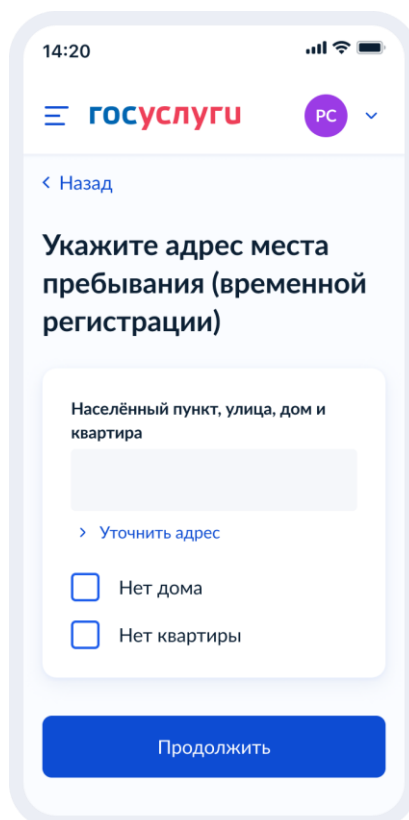 14:20
госуслуги
РС
Назад
Укажите адрес места
пребывания (временной
регистрации)
Населённый пункт, улица, дом и
квартира
Уточнить адрес
Нет дома
Нет квартиры
Продолжить